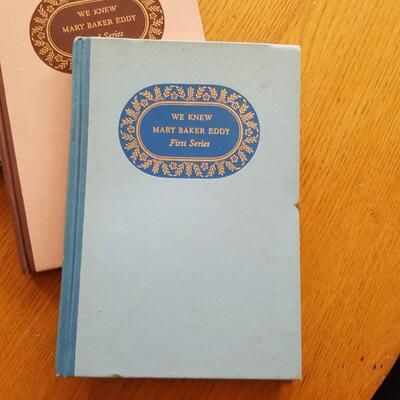 WE KNEW
MARY BAKER EDDY
Series
WE KNEW
MARY BAKER EDDY
First Series